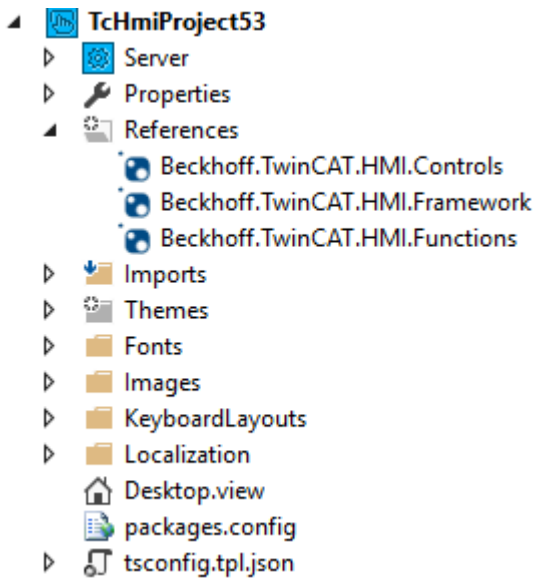 TcHmiProject53
Server
Properties
References
Beckhoff.TwinCAT.HMI.Controls
Beckhoff.TwinCAT.HMI.Framework
Beckhoff.TwinCAT.HMI.Functions
Imports
Themes
Fonts
Images
KeyboardLayouts
Localization
Desktop.view
packages.config
tsconfig.tpl.json